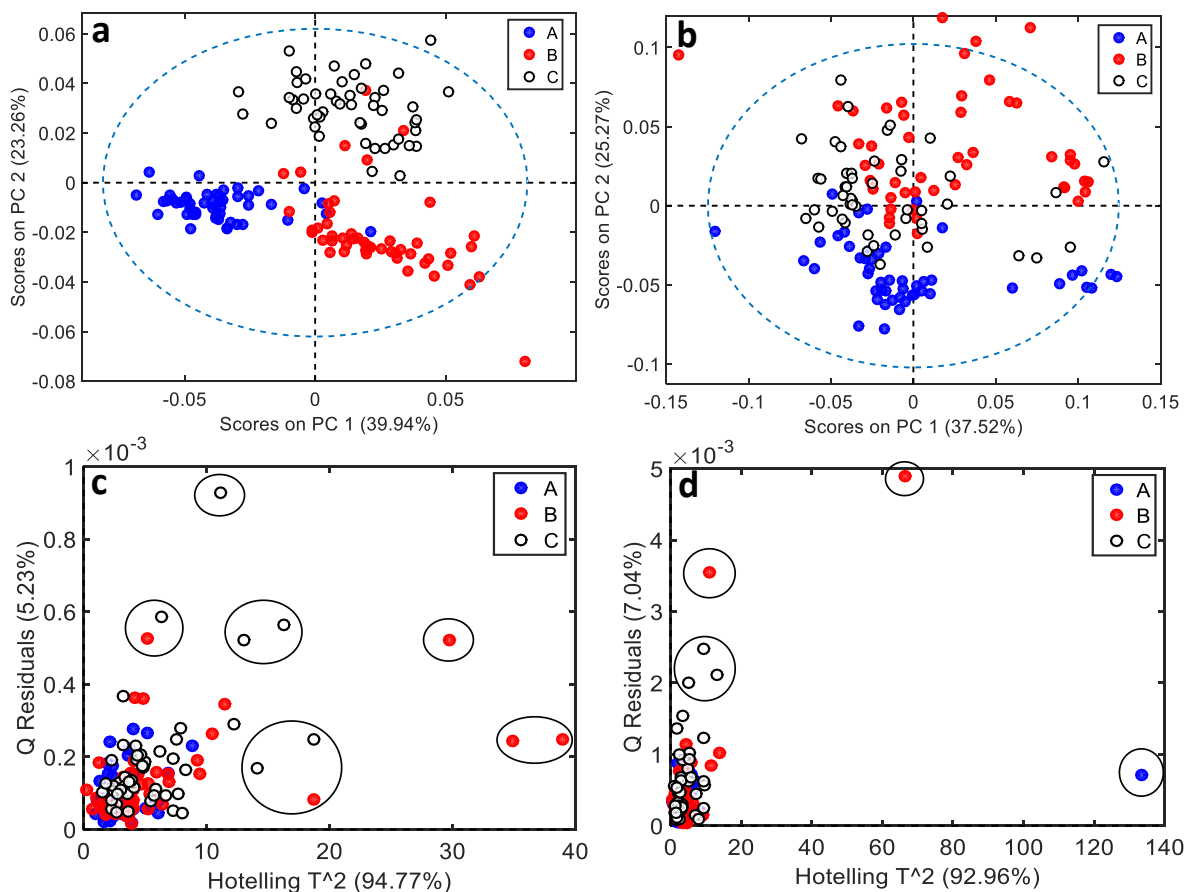 a
A
B
C
0.06
0.04
0.02
0
-0.02
-0.04
-0.06
-0.08
-0.05
0
0.05
Scores on PC 1 (39.94%)
Scores on PC 2 (23.26%)
b
A
B
C
0.1
0.05
0
-0.05
-0.1
-0.15
-0.1
-0.05
0
0.05
0.1
0.15
Scores on PC 1 (37.52%)
Scores on PC 2 (25.27%)
×10^-3
c
A
B
C
1
0.8
0.6
0.4
0.2
0
0
10
20
30
40
Hotelling T^2 (94.77%)
Q Residuals (5.23%)
×10^-3
d
A
B
C
5
4
3
2
1
0
0
20
40
60
80
100
120
140
Hotelling T^2 (92.96%)
Q Residuals (7.04%)